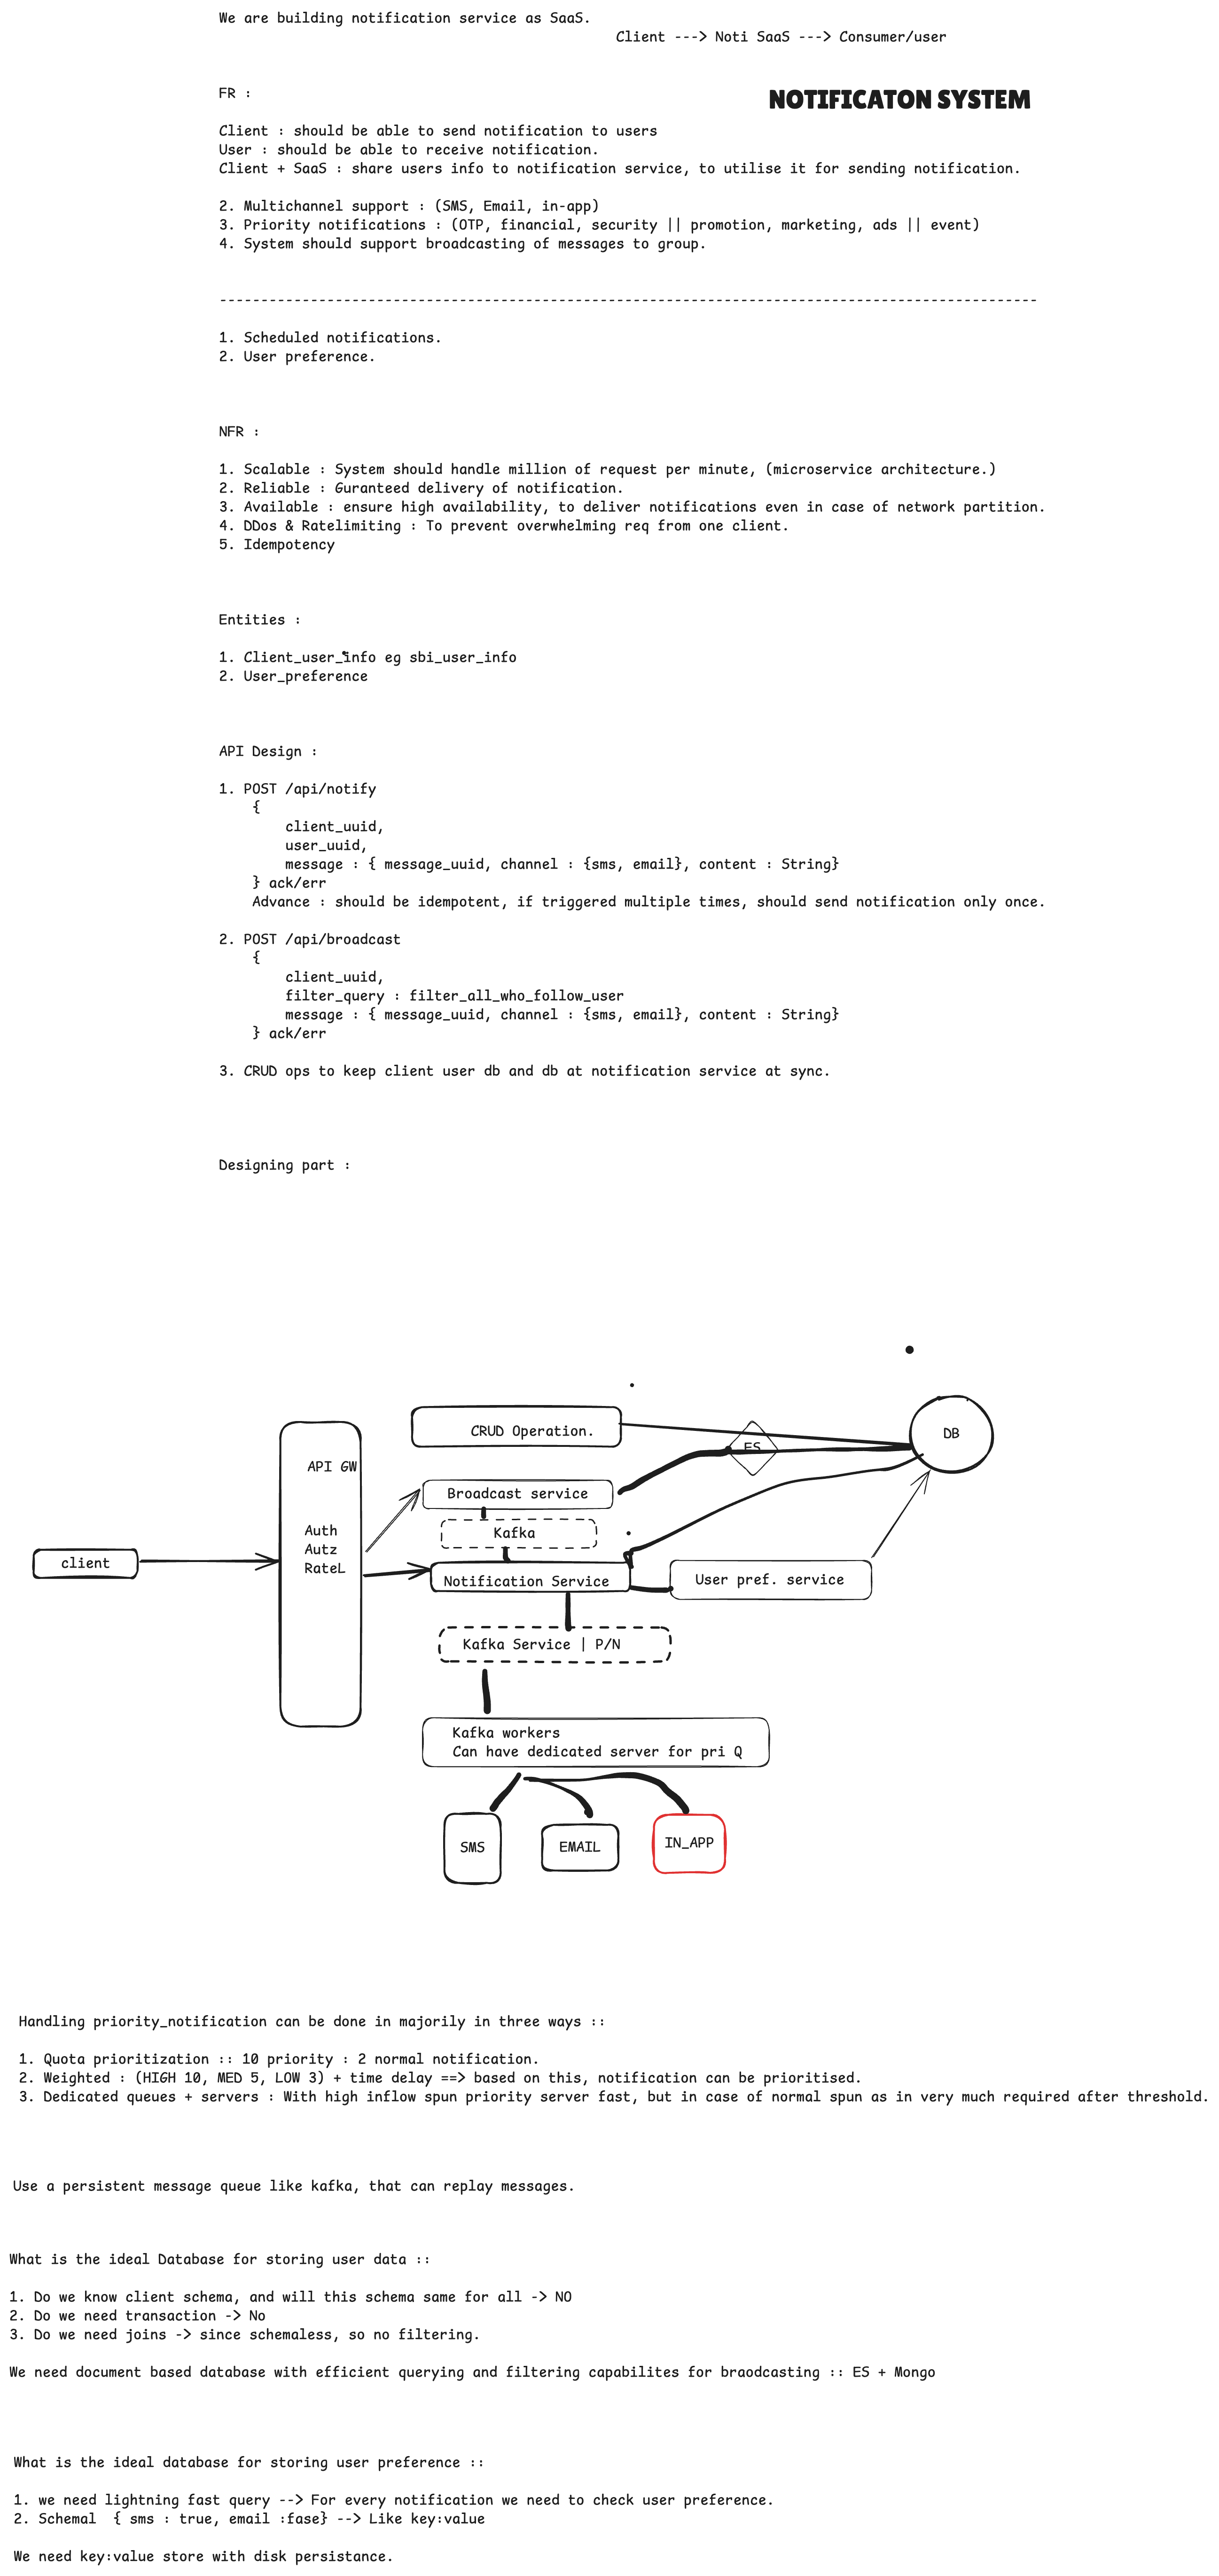 We are building notification service as SaaS.
Client ---> Noti SaaS ---> Consumer/user
FR :
NOTIFICATON SYSTEM
Client : should be able to send notification to users
User : should be able to receive notification.
Client + SaaS : share users info to notification service, to utilise it for sending notification.
2. Multichannel support : (SMS, Email, in-app)
3. Priority notifications : (OTP, financial, security || promotion, marketing, ads || event)
4. System should support broadcasting of messages to group.
---------------------------------------------------------------------------------------------------
1. Scheduled notifications.
2. User preference.
NFR :
1. Scalable : System should handle million of request per minute, (microservice architecture.)
2. Reliable : Guranteed delivery of notification.
3. Available : ensure high availability, to deliver notifications even in case of network partition.
4. DDos & Ratelimiting : To prevent overwhelming req from one client.
5. Idempotency
Entities :
1. Client_user_info eg sbi_user_info
2. User_preference
API Design :
1. POST /api/notify
{
client_uuid,
user_uuid,
message : { message_uuid, channel : {sms, email}, content : String}
} ack/err
Advance : should be idempotent, if triggered multiple times, should send notification only once.
2. POST /api/broadcast
{
client_uuid,
filter_query : filter_all_who_follow_user
message : { message_uuid, channel : {sms, email}, content : String}
} ack/err
3. CRUD ops to keep client user db and db at notification service at sync.
Designing part :
CRUD Operation.
DB
ES
API GW
Broadcast service
Auth
Autz
RateL
Kafka
client
Notification Service
User pref. service
Kafka Service | P/N
Kafka workers
Can have dedicated server for pri Q
SMS
EMAIL
IN_APP
Handling priority_notification can be done in majorily in three ways ::
1. Quota prioritization :: 10 priority : 2 normal notification.
2. Weighted : (HIGH 10, MED 5, LOW 3) + time delay ==> based on this, notification can be prioritised.
3. Dedicated queues + servers : With high inflow spun priority server fast, but in case of normal spun as in very much required after threshold.
Use a persistent message queue like kafka, that can replay messages.
What is the ideal Database for storing user data ::
1. Do we know client schema, and will this schema same for all -> NO
2. Do we need transaction -> No
3. Do we need joins -> since schemaless, so no filtering.
We need document based database with efficient querying and filtering capabilites for braodcasting :: ES + Mongo
What is the ideal database for storing user preference ::
1. we need lightning fast query --> For every notification we need to check user preference.
2. Schemal { sms : true, email :fase} --> Like key:value
We need key:value store with disk persistance.